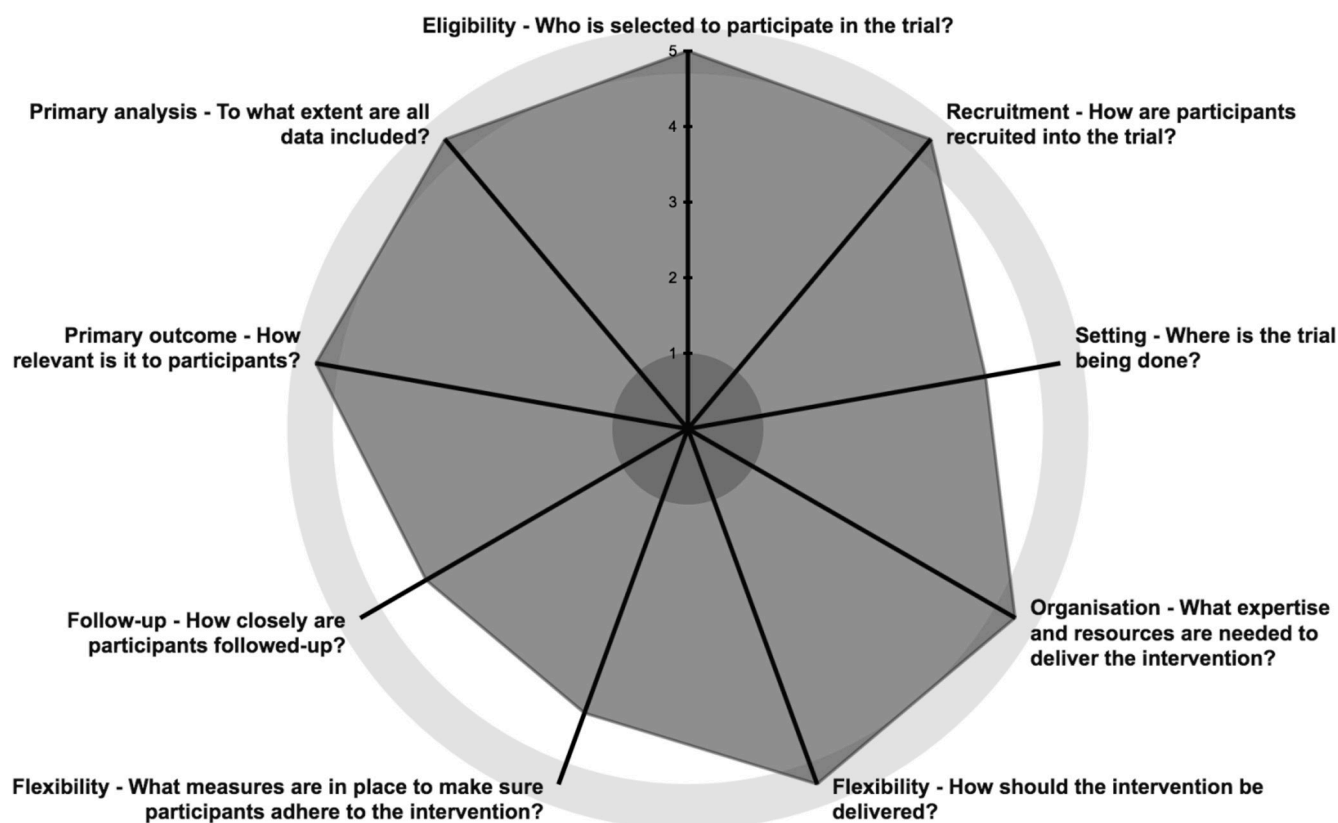 Eligibility - Who is selected to participate in the trial?
5
Primary analysis - To what extent are all
data included?
Recruitment - How are participants
recruited into the trial?
4
3
2
Primary outcome - How
relevant is it to participants?
Setting - Where is the trial
being done?
1
Follow-up - How closely are
participants followed-up?
Organisation - What expertise
and resources are needed to
deliver the intervention?
Flexibility - What measures are in place to make sure
participants adhere to the intervention?
Flexibility - How should the intervention be
delivered?